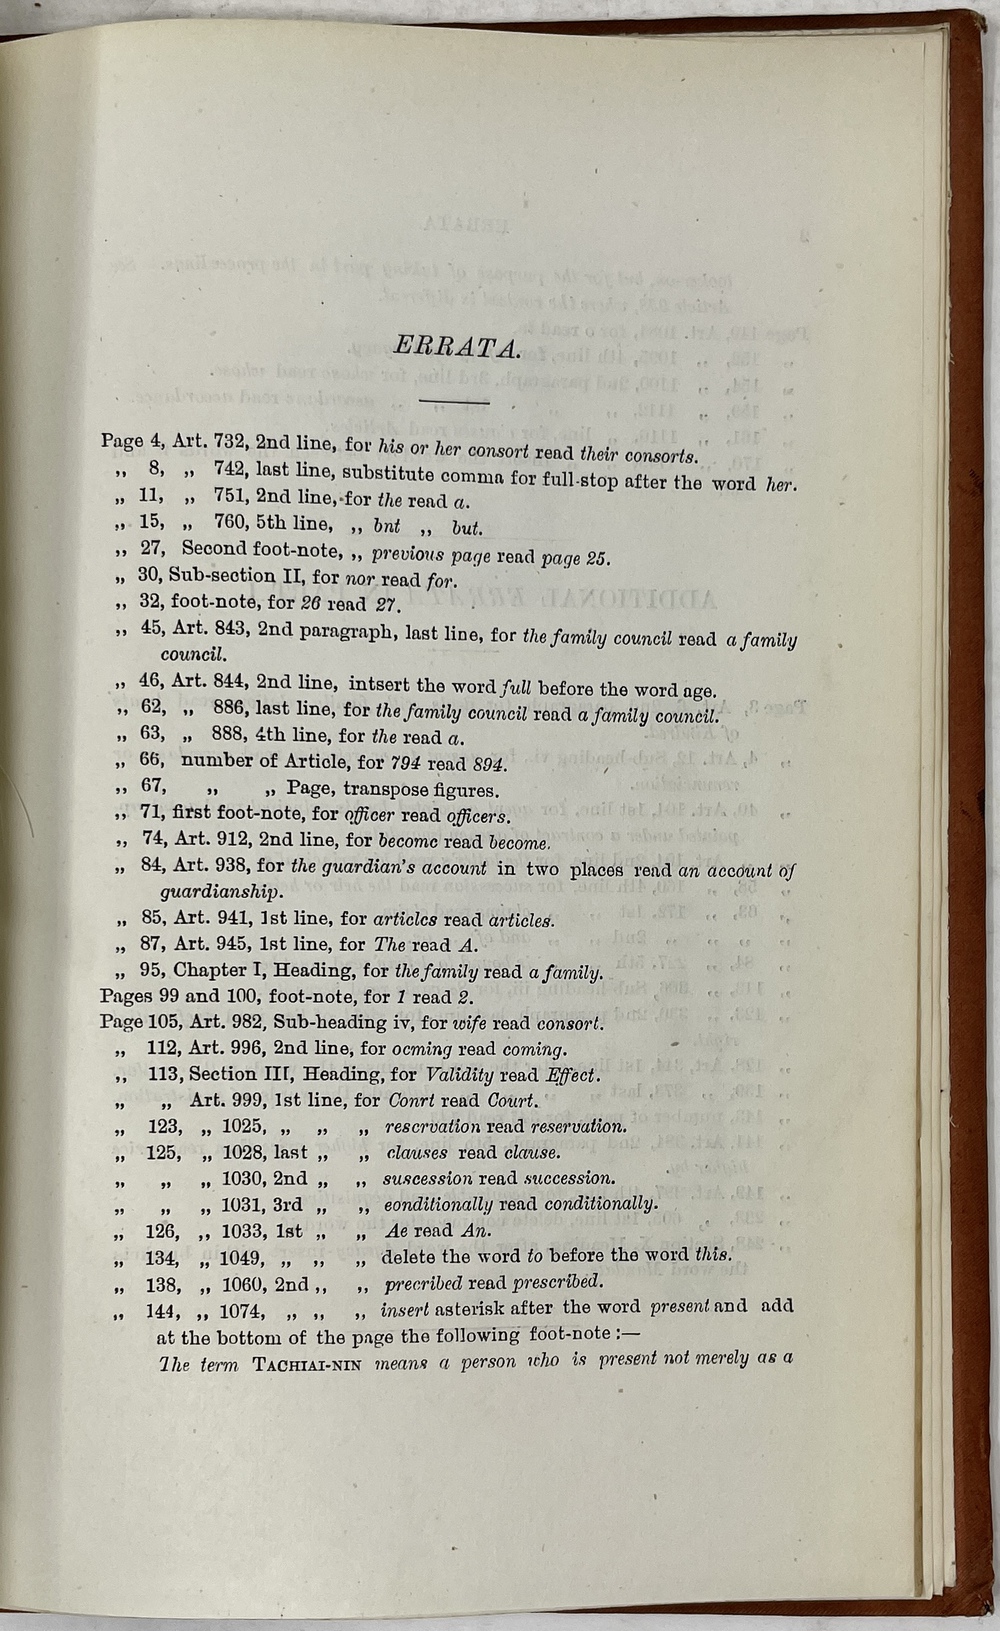 ERRATA.
Page 4, Art. 732, 2nd line, for his or her consort read their consorts.
„ 8, „ 742, last line, substitute comma for full-stop after the word her.
„ 11, „ 751, 2nd line, for the read a.
„ 15, „ 760, 5th line, „ bnt „ but.
„ 27, Second foot-note, „ previous page read page 25.
„ 30, Sub-section II, for nor read for.
„ 32, foot-note, for 26 read 27.
„ 45, Art. 843, 2nd paragraph, last line, for the family council read a family
council.
„ 46, Art. 844, 2nd line, intsert the word full before the word age.
„ 62, „ 886, last line, for the family council read a family council.
„ 63, „ 888, 4th line, for the read a.
„ 66, number of Article, for 794 read 894.
„ 67, „ „ Page, transpose figures.
„ 71, first foot-note, for officer read officers.
„ 74, Art. 912, 2nd line, for becomc read become.
„ 84, Art. 938, for the guardian's account in two places read an account of
guardianship.
„ 85, Art. 941, 1st line, for articlcs read articles.
„ 87, Art. 945, 1st line, for The read A.
„ 95, Chapter I, Heading, for the family read a family.
Pages 99 and 100, foot-note, for 1 read 2.
Page 105, Art. 982, Sub-heading iv, for wife read consort.
„ 112, Art. 996, 2nd line, for ocming read coming.
„ 113, Section III, Heading, for Validity read Effect.
„ „ Art. 999, 1st line, for Conrt read Court.
„ 123, „ 1025, „ „ „ rescrvation read reservation.
„ 125, „ 1028, last „ „ clauses read clause.
„ „ „ 1030, 2nd „ „ suscession read succession.
„ „ „ 1031, 3rd „ „ eonditionally read conditionally.
„ 126, „ 1033, 1st „ „ Ae read An.
„ 134, „ 1049, „ „ „ delete the word to before the word this.
„ 138, „ 1060, 2nd „ „ precribed read prescribed.
„ 144, „ 1074, „ „ „ insert asterisk after the word present and add
at the bottom of the page the following foot-note :—
The term TACHIAI-NIN means a person who is present not merely as a